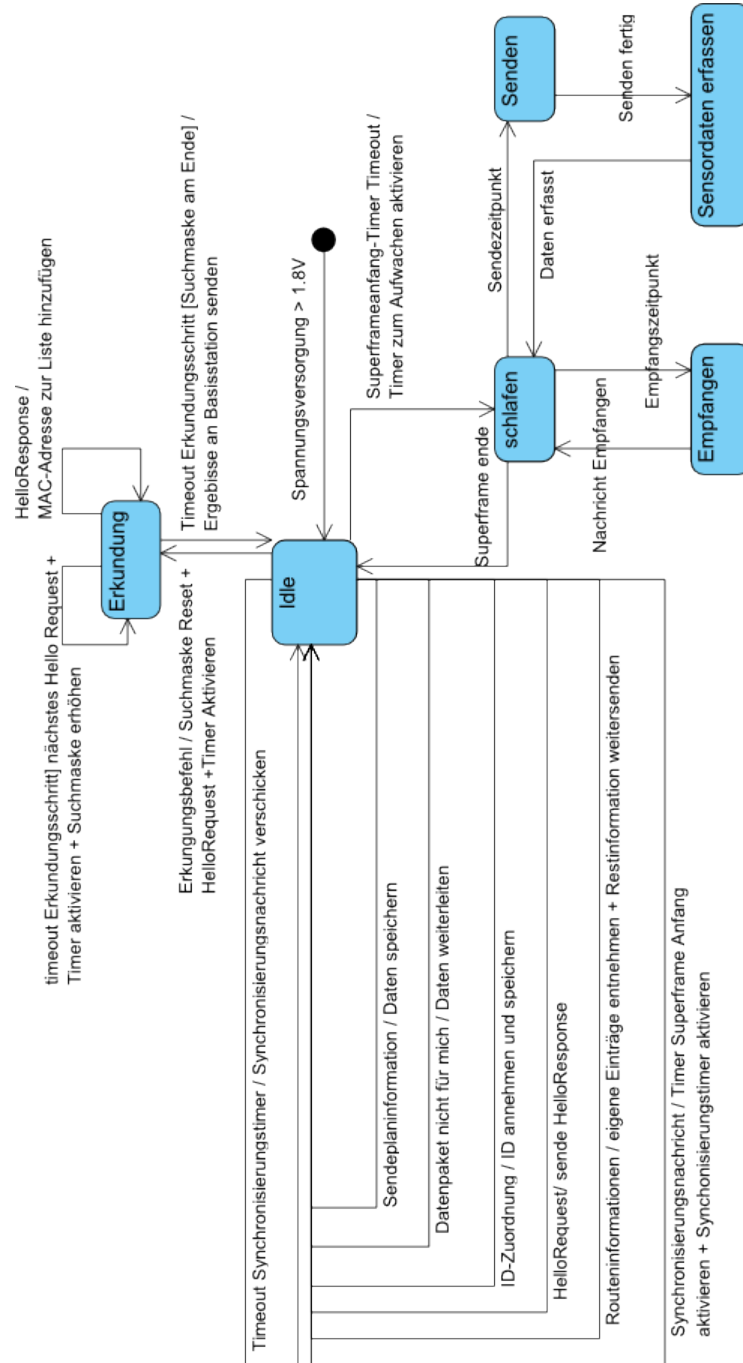 HelloResponse /
MAC-Adresse zur Liste hinzufügen
timeout Erkundungsschritt] nächstes Hello Request +
Timer aktivieren + Suchmaske erhöhen
Erkundung
Timeout Erkundungsschritt [Suchmaske am Ende] /
Ergebisse an Basisstation senden
Erkungungsbefehl / Suchmaske Reset +
HelloRequest +Timer Aktivieren
Spannungsversorgung > 1.8V
Idle
Timeout Synchronisierungstimer / Synchronisierungsnachricht verschicken
Superframeanfang-Timer Timeout /
Timer zum Aufwachen aktivieren
Sendeplaninformation / Daten speichern
Datenpaket nicht für mich / Daten weiterleiten
ID-Zuordnung / ID annehmen und speichern
HelloRequest/ sende HelloResponse
Routeninformationen / eigene Einträge entnehmen + Restinformation weitersenden
Synchronisierungsnachricht / Timer Superframe Anfang
aktivieren + Synchonisierungstimer aktivieren
Superframe ende
schlafen
Sendezeitpunkt
Senden
Daten erfasst
Senden fertig
Nachricht Empfangen
Empfangszeitpunkt
Empfangen
Sensordaten erfassen